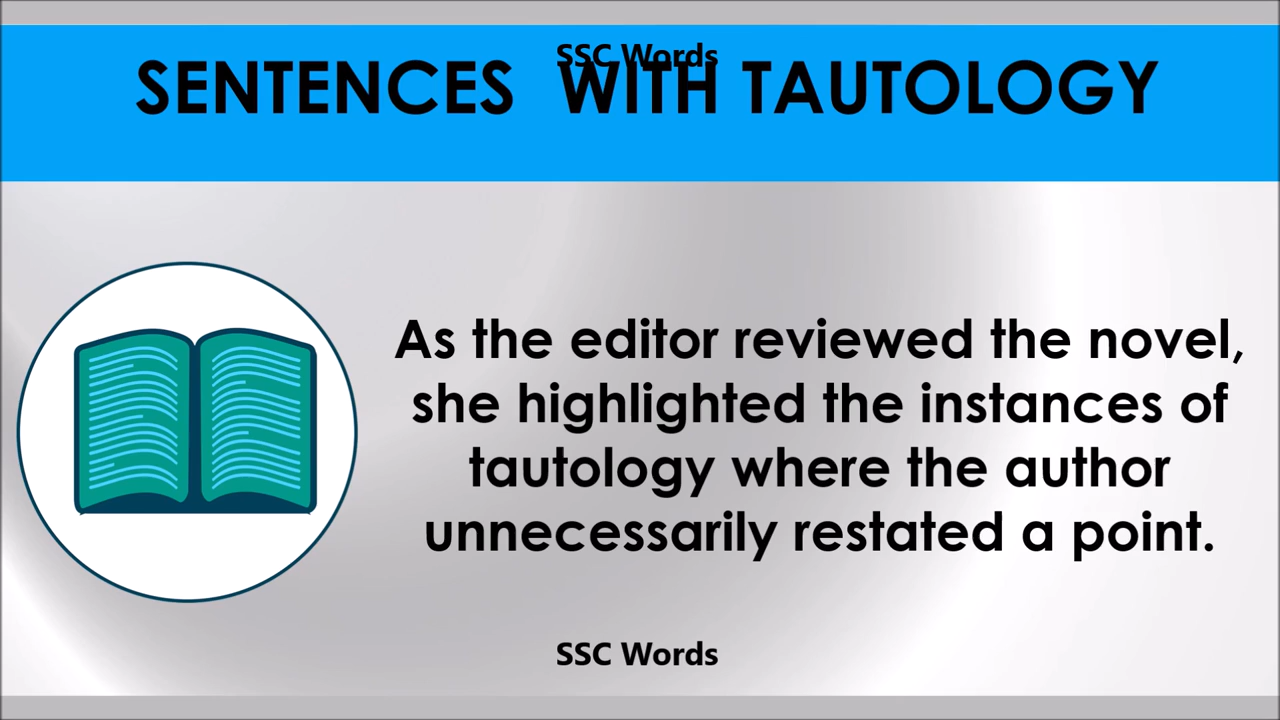 SSC Words
SENTENCES WITH TAUTOLOGY
As the editor reviewed the novel,
she highlighted the instances of
tautology where the author
unnecessarily restated a point.
SSC Words